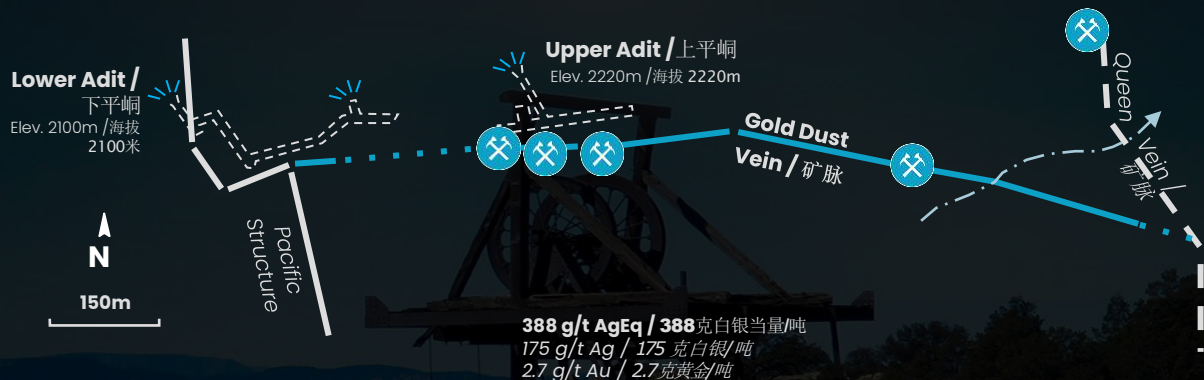 Upper Adit /上平峒
Elev. 2220m /海拔 2220m
Lower Adit /
下平峒
Elev. 2100m /海拔
2100米
Gold Dust
Vein / 矿脉
Queen
Vein /
矿脉
Pacific
Structure
N
150m
388 g/t AgEq / 388克白银当量/吨
175 g/t Ag / 175 克白银/吨
2.7 g/t Au / 2.7克黄金/吨